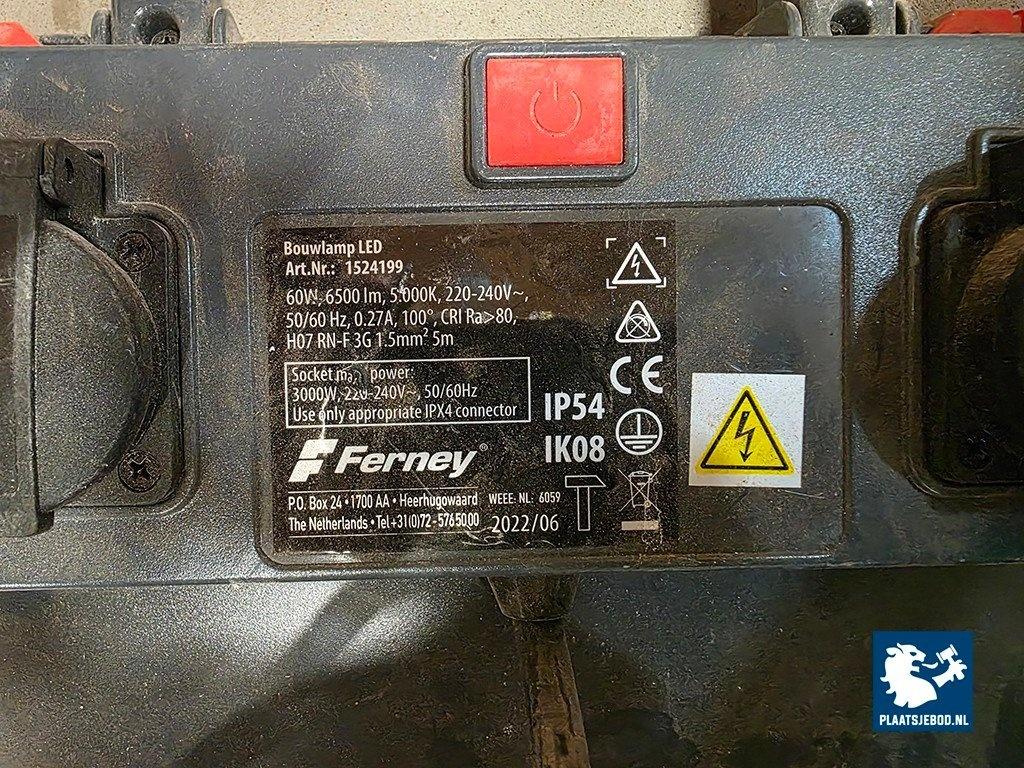 Bouwlamp LED
Art.Nr.: 1524199
60W, 6500 lm, 5.000K, 220-240V~,
50/60 Hz, 0.27A, 100°, CRI Ra>80,
H07 RN-F 3G 1.5mm² 5m
Socket power:
3000W, 220-240V~, 50/60Hz
Use only appropriate IPX4 connector
IP54
IK08
CE
Ferney®
P.O. Box 24 • 1700 AA • Heerhugowaard
WEEE: NL: 6059
The Netherlands • Tel+31(0)72-5765000
2022/06
PLAATSJEBOD.NL